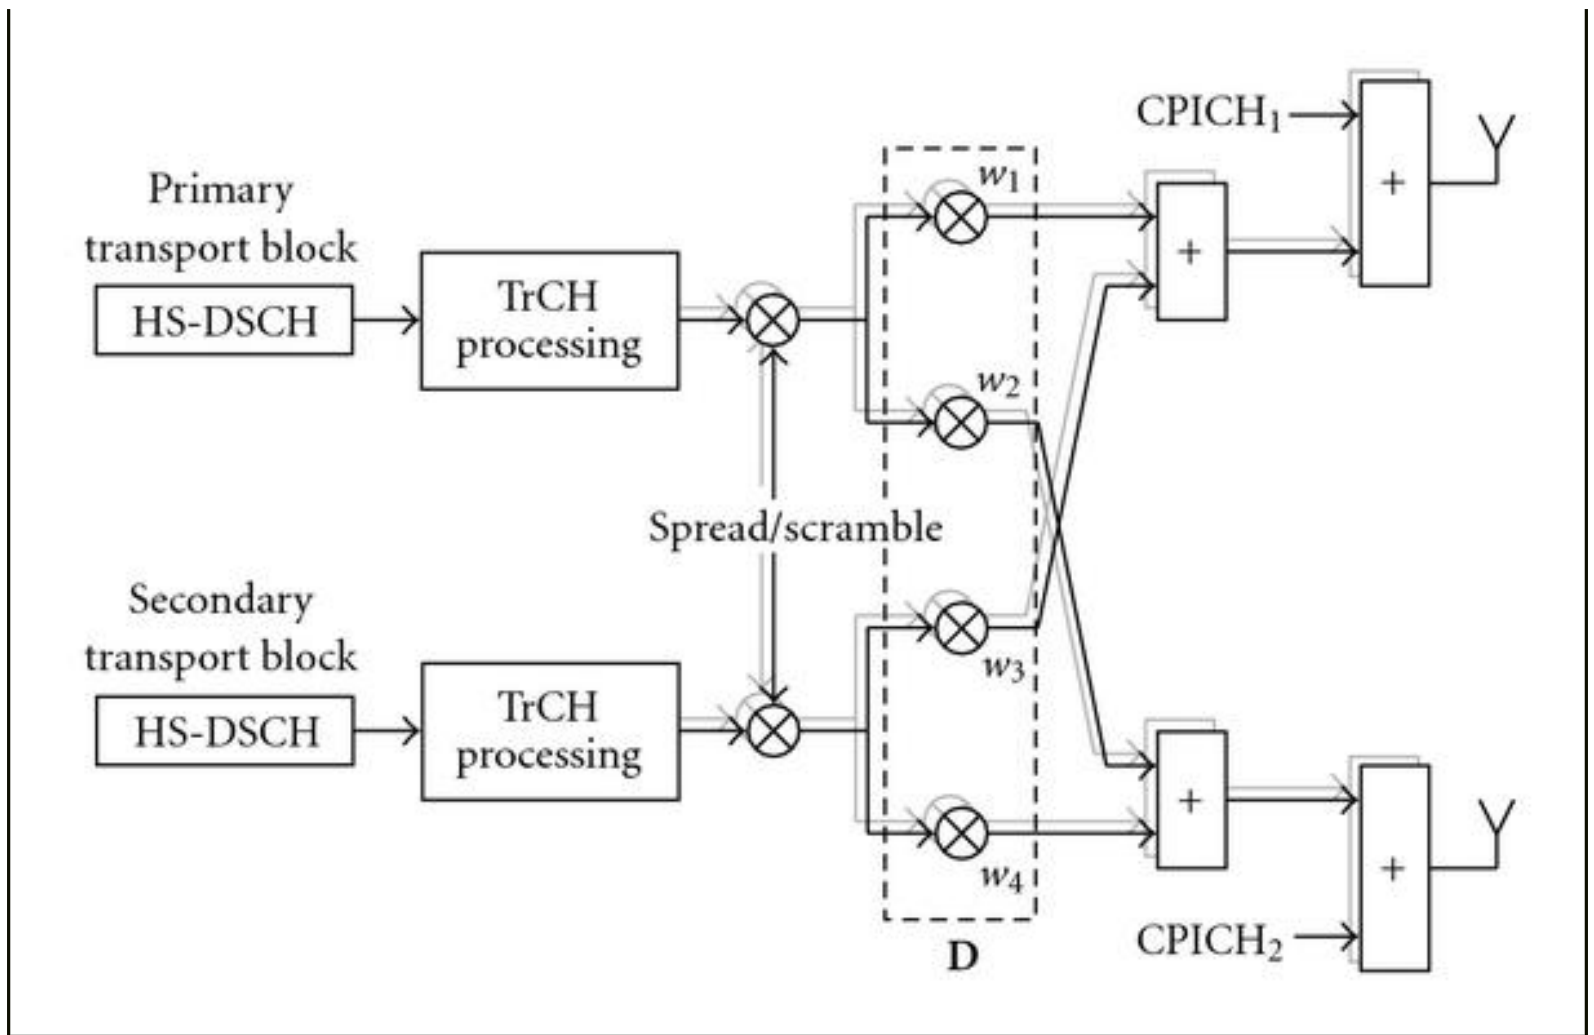 CPICH₁
+
w₁
Primary
transport block
HS-DSCH
TrCH
processing
+
w₂
Spread/scramble
Secondary
transport block
HS-DSCH
TrCH
processing
w₃
+
w₄
+
CPICH₂
D